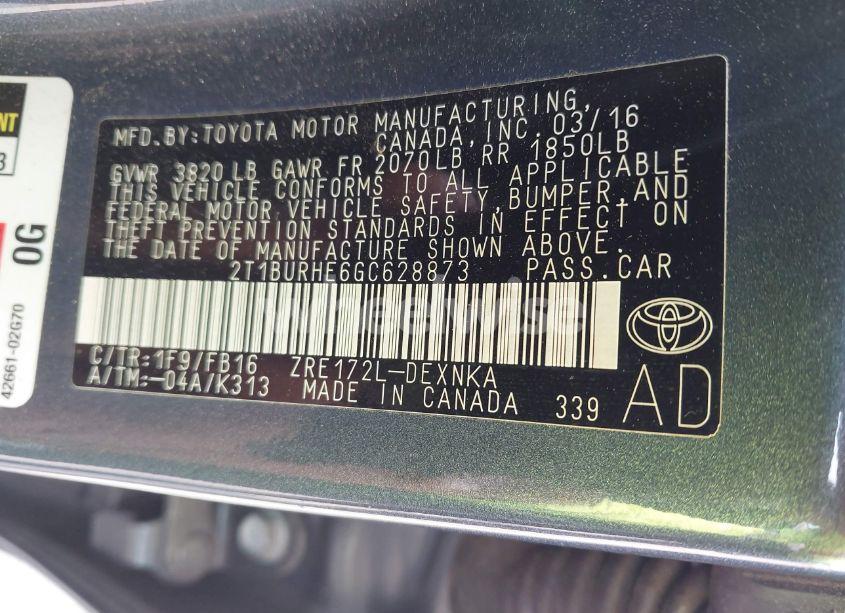 MFD.BY:TOYOTA MOTOR MANUFACTURING,
CANADA, INC. 03/16
GVWR 3820 LB GAWR FR 2070LB RR 1850LB
THIS VEHICLE CONFORMS TO ALL APPLICABLE
FEDERAL MOTOR VEHICLE SAFETY, BUMPER, AND
THEFT PREVENTION STANDARDS IN EFFECT ON
THE DATE OF MANUFACTURE SHOWN ABOVE.
2T1BURHE6GC628873 PASS.CAR
C/TR:1F9/FB16 ZRE172L-DEXNKA
A/TM:-04A/K313 MADE IN CANADA 339
AD
0G
42661-02G70
Wheelwise